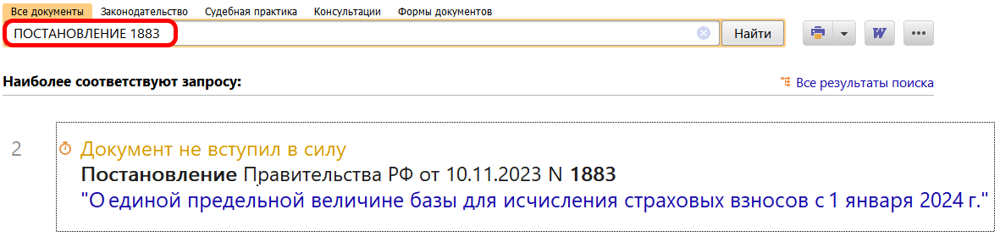 Все документы Законодательство Судебная практика Консультации Формы документов
ПОСТАНОВЛЕНИЕ 1883 Найти W
Наиболее соответствуют запросу: Все результаты поиска
2 Документ не вступил в силу
Постановление Правительства РФ от 10.11.2023 N 1883
"О единой предельной величине базы для исчисления страховых взносов с 1 января 2024 г."